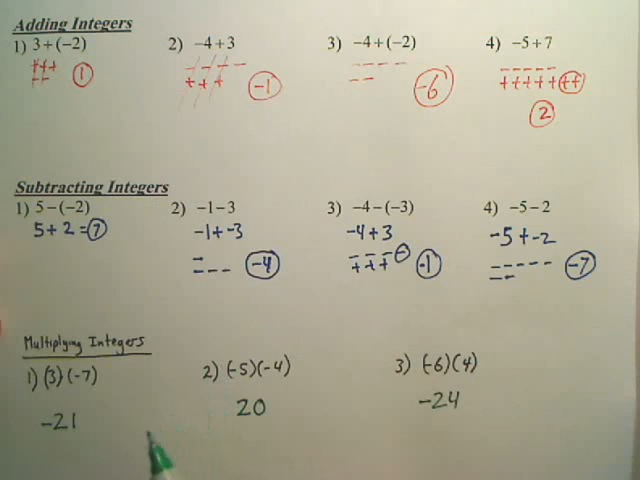 Adding Integers
1) 3 + (−2) 2) −4 + 3 3) −4 + (−2) 4) −5 + 7
+++ − − − − − − − − − − − − −
− − +++ − − +++++++
1 -1 -6 2
Subtracting Integers
1) 5 − (−2) 2) −1 − 3 3) −4 − (−3) 4) −5 − 2
5 + 2 = 7 -1 + -3 -4 + 3 -5 + -2
− − − − − − − − − − − − −
− +++ − −
-4 -1 -7
Multiplying Integers
1) (3)(-7) 2) (-5)(-4) 3) (-6)(4)
-21 20 -24